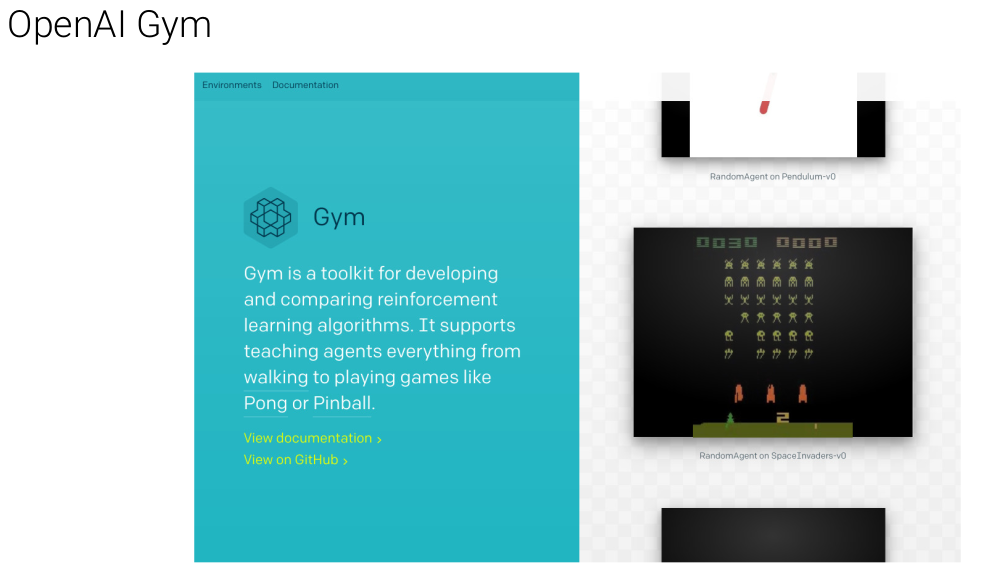 OpenAI Gym
Environments Documentation
Gym
Gym is a toolkit for developing
and comparing reinforcement
learning algorithms. It supports
teaching agents everything from
walking to playing games like
Pong or Pinball.
View documentation ›
View on GitHub ›
RandomAgent on Pendulum-v0
0030 0000
2
RandomAgent on SpaceInvaders-v0